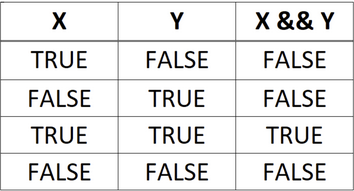 X Y X && Y
TRUE FALSE FALSE
FALSE TRUE FALSE
TRUE TRUE TRUE
FALSE FALSE FALSE